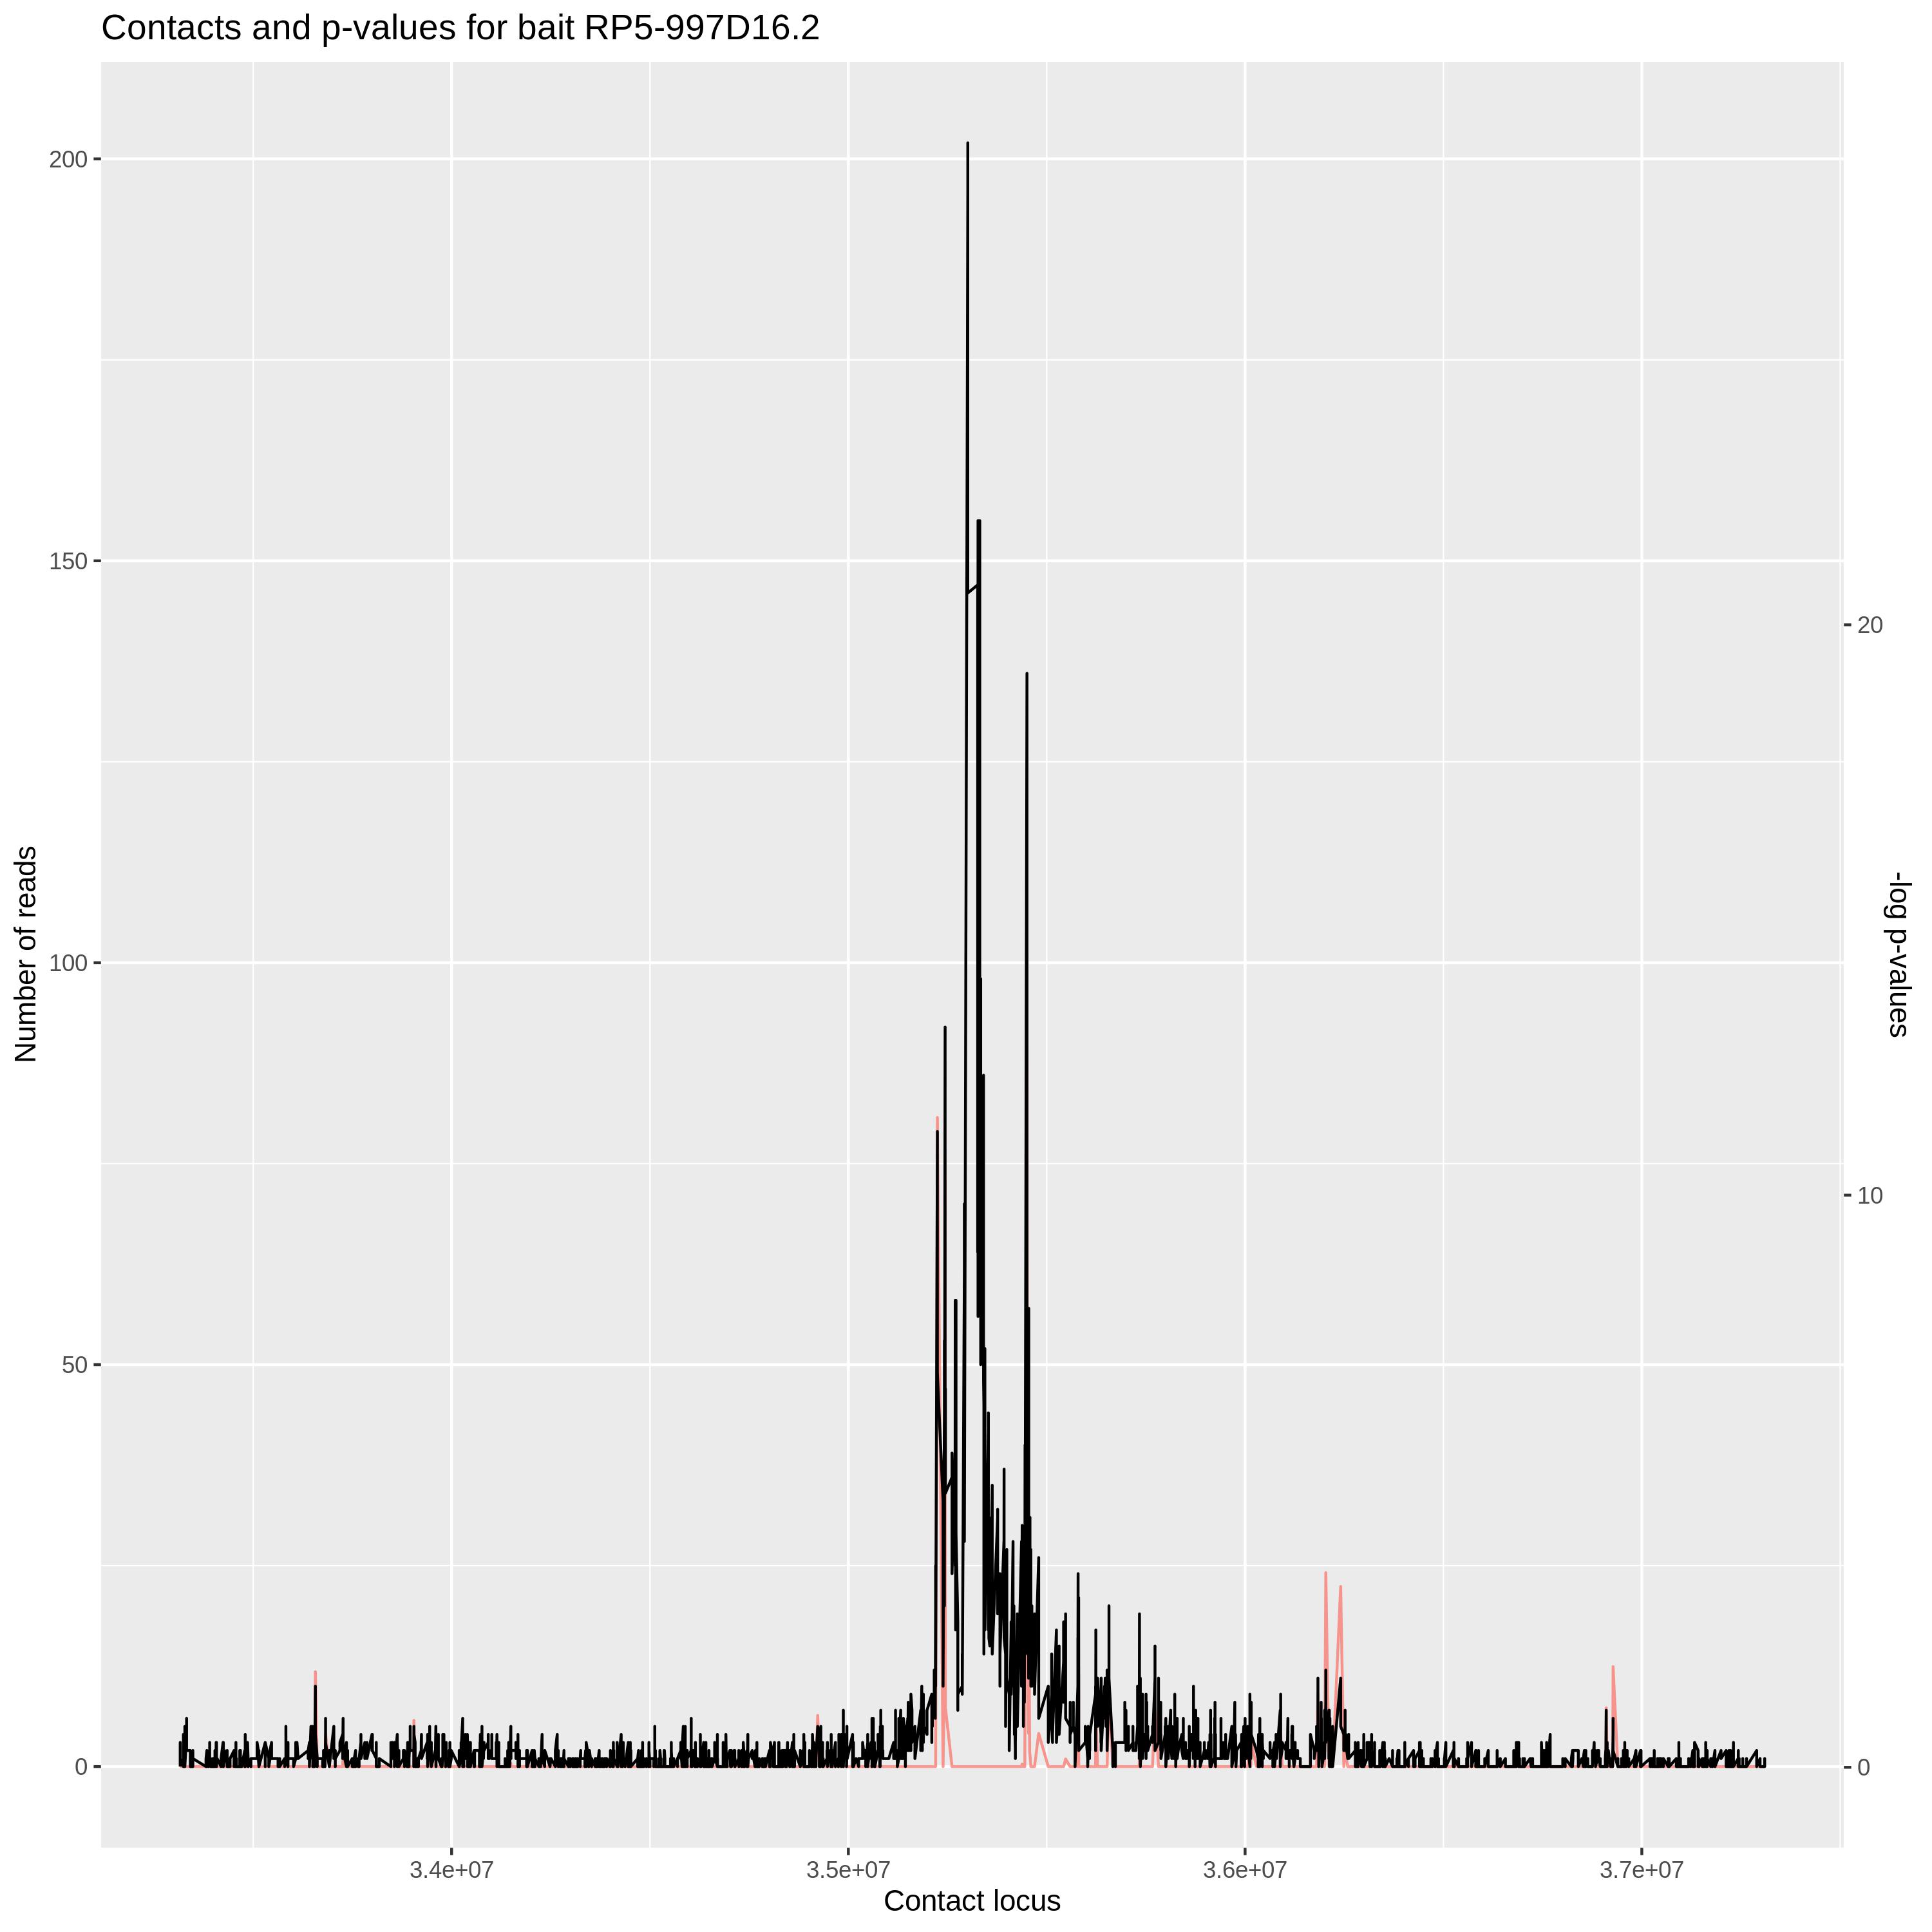 Contacts and p-values for bait RP5-997D16.2
200
150
100
50
0
Number of reads
20
10
0
-log p-values
3.4e+07
3.5e+07
3.6e+07
3.7e+07
Contact locus